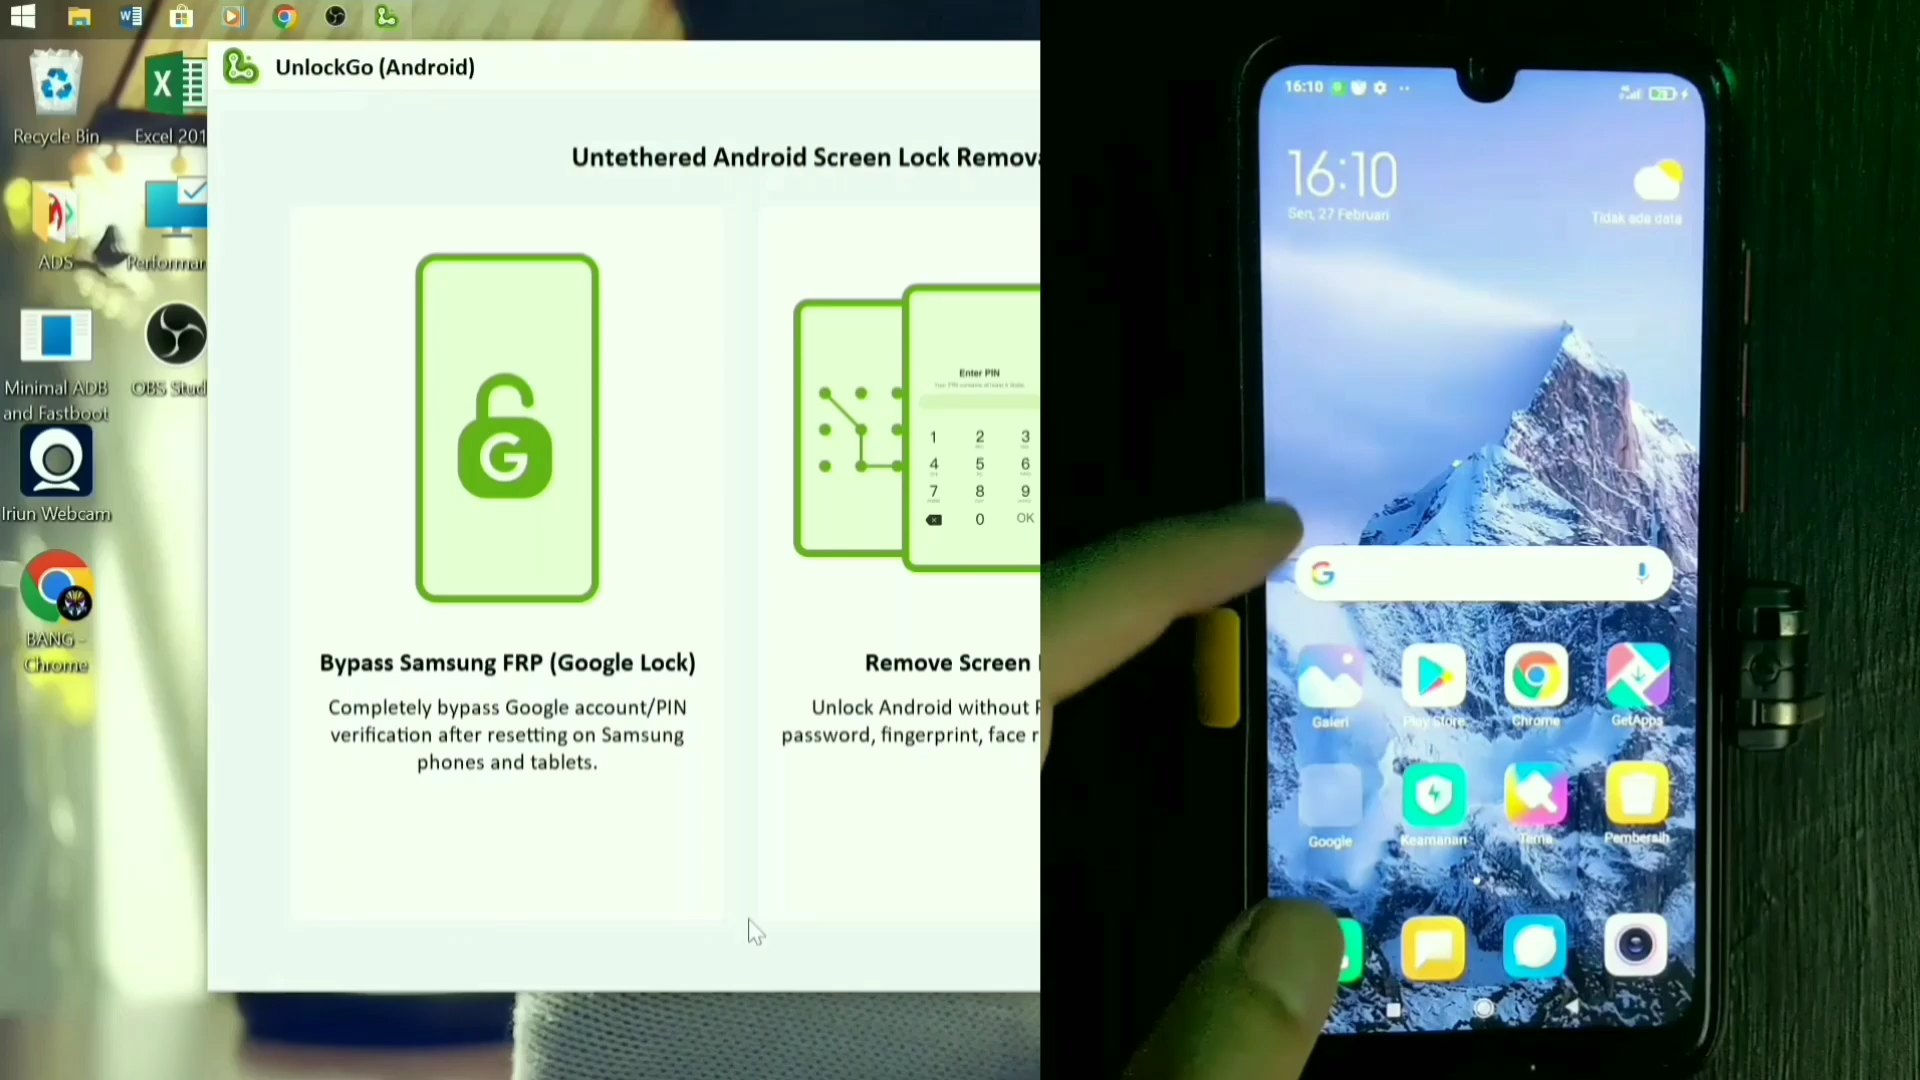 UnlockGo (Android)
Recycle Bin
Excel 201
Untethered Android Screen Lock Remova
ADS
Performan
Minimal ADB
and Fastboot
OBS Stud
Iriun Webcam
BANG -
Chrome
Enter PIN
1 2 3
4 5 6
7 8 9
0 OK
Bypass Samsung FRP (Google Lock)
Completely bypass Google account/PIN
verification after resetting on Samsung
phones and tablets.
Remove Screen
Unlock Android without
password, fingerprint, face r
16:10
16:10
Sen, 27 Februari
Tidak ada data
Galeri
Play Store
Chrome
GetApps
Google
Keamanan
Tema
Pembersih